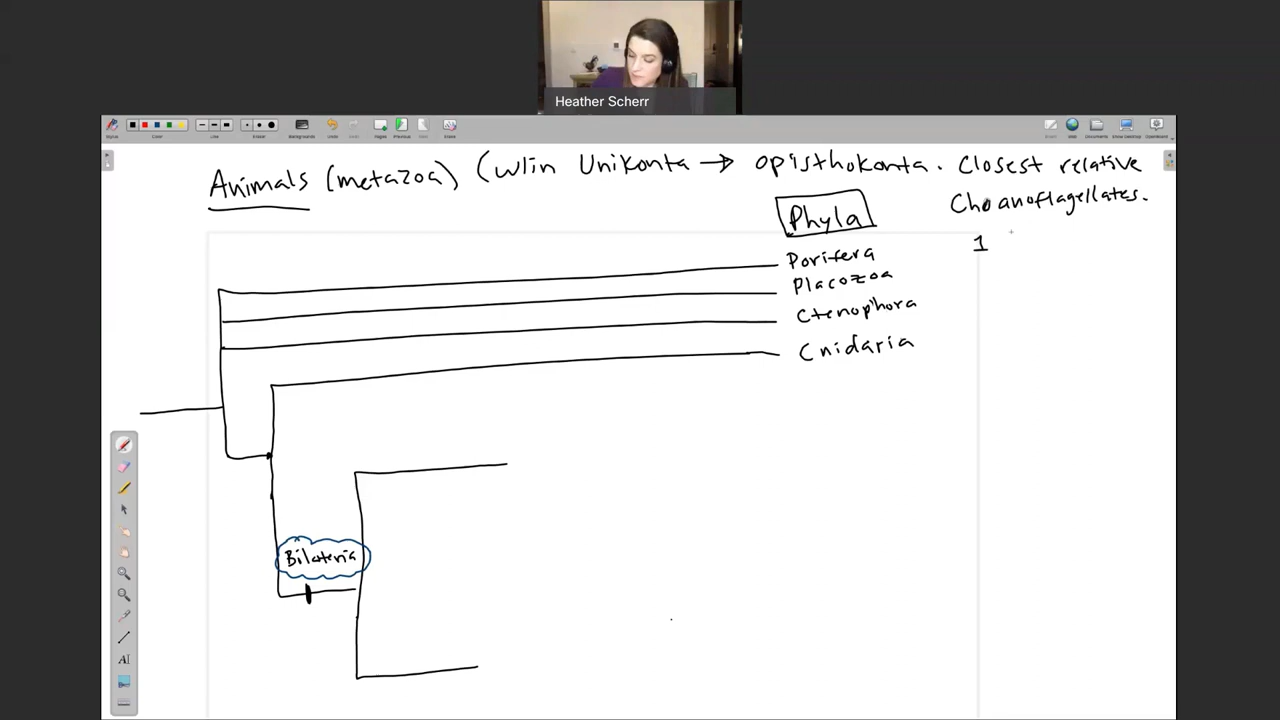 Heather Scherr
Animals (metazoa) (w/in Unikonta → opisthokonta. Closest relative
Choanoflagellates.
Phyla
1
Porifera
Placozoa
Ctenophora
Cnidaria
Bilateria